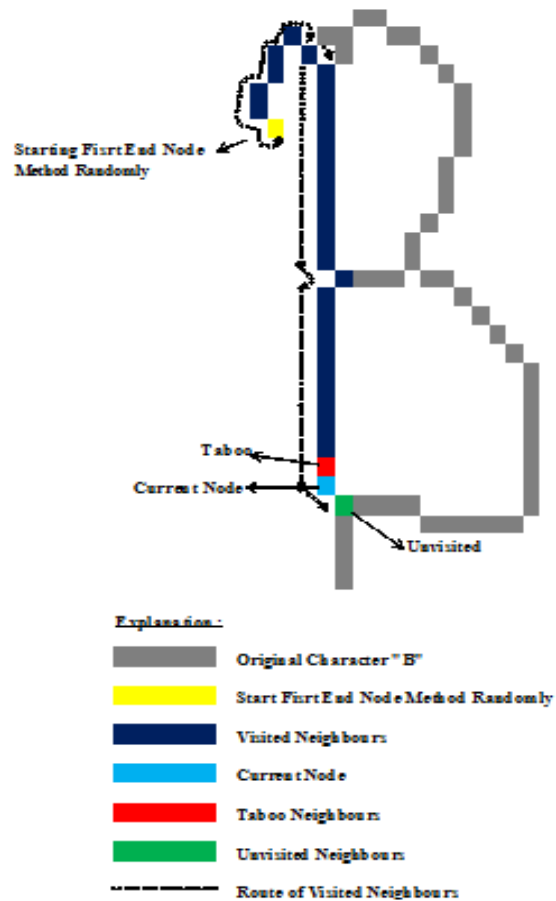 Starting Fisrt End Node
Method Randomly
Taboo
Current Node
Unvisited
Explanation :
Original Character "B"
Start Fisrt End Node Method Randomly
Visited Neighbours
Current Node
Taboo Neighbours
Unvisited Neighbours
Route of Visited Neighbours